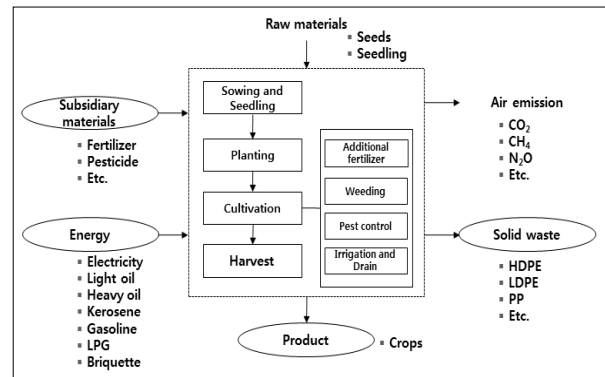 Raw materials
▪ Seeds
▪ Seedling
Subsidiary
materials
▪ Fertilizer
▪ Pesticide
▪ Etc.
Energy
▪ Electricity
▪ Light oil
▪ Heavy oil
▪ Kerosene
▪ Gasoline
▪ LPG
▪ Briquette
Sowing and
Seedling
Planting
Cultivation
Harvest
Additional
fertilizer
Weeding
Pest control
Irrigation and
Drain
Air emission
▪ CO₂
▪ CH₄
▪ N₂O
▪ Etc.
Solid waste
▪ HDPE
▪ LDPE
▪ PP
▪ Etc.
Product
▪ Crops